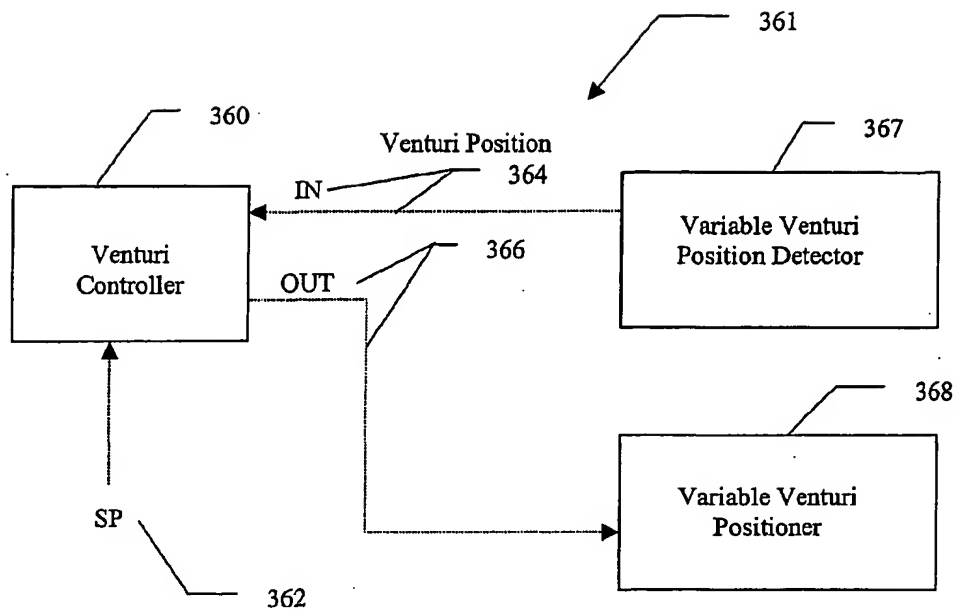 361
360
367
Venturi Position
364
IN
Venturi
Controller
Variable Venturi
Position Detector
366
OUT
368
SP
Variable Venturi
Positioner
362